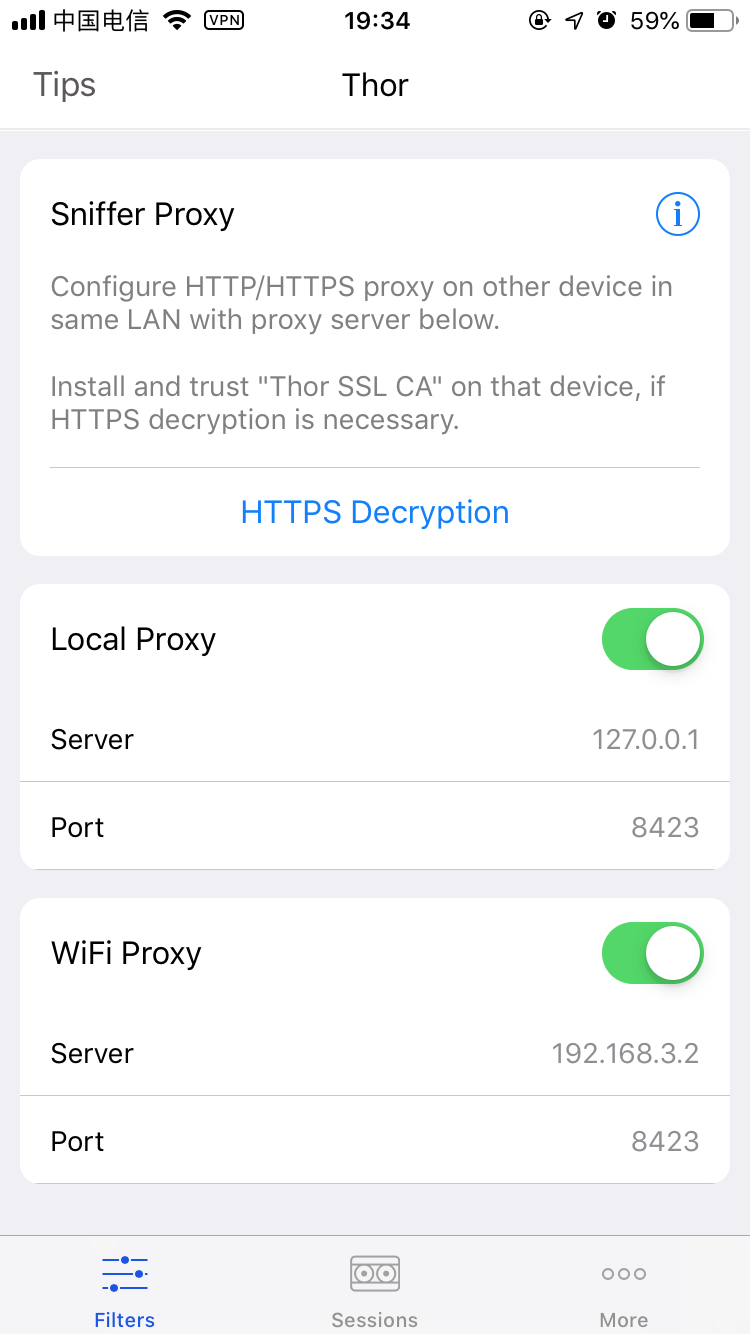 中国电信 VPN 19:34 59%
Tips Thor
Sniffer Proxy i
Configure HTTP/HTTPS proxy on other device in
same LAN with proxy server below.
Install and trust "Thor SSL CA" on that device, if
HTTPS decryption is necessary.
HTTPS Decryption
Local Proxy
Server 127.0.0.1
Port 8423
WiFi Proxy
Server 192.168.3.2
Port 8423
Filters Sessions More